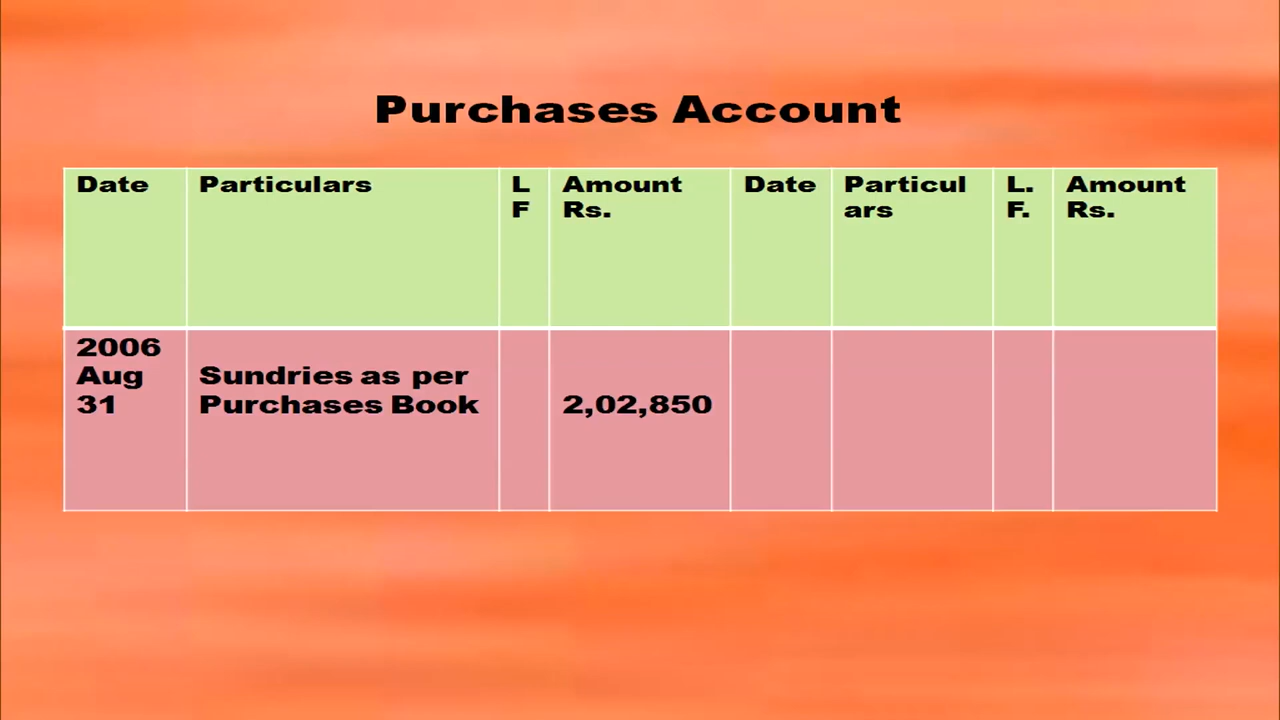 Purchases Account
Date Particulars L F Amount Rs. Date Particul ars L. F. Amount Rs.
2006
Aug Sundries as per
31 Purchases Book 2,02,850